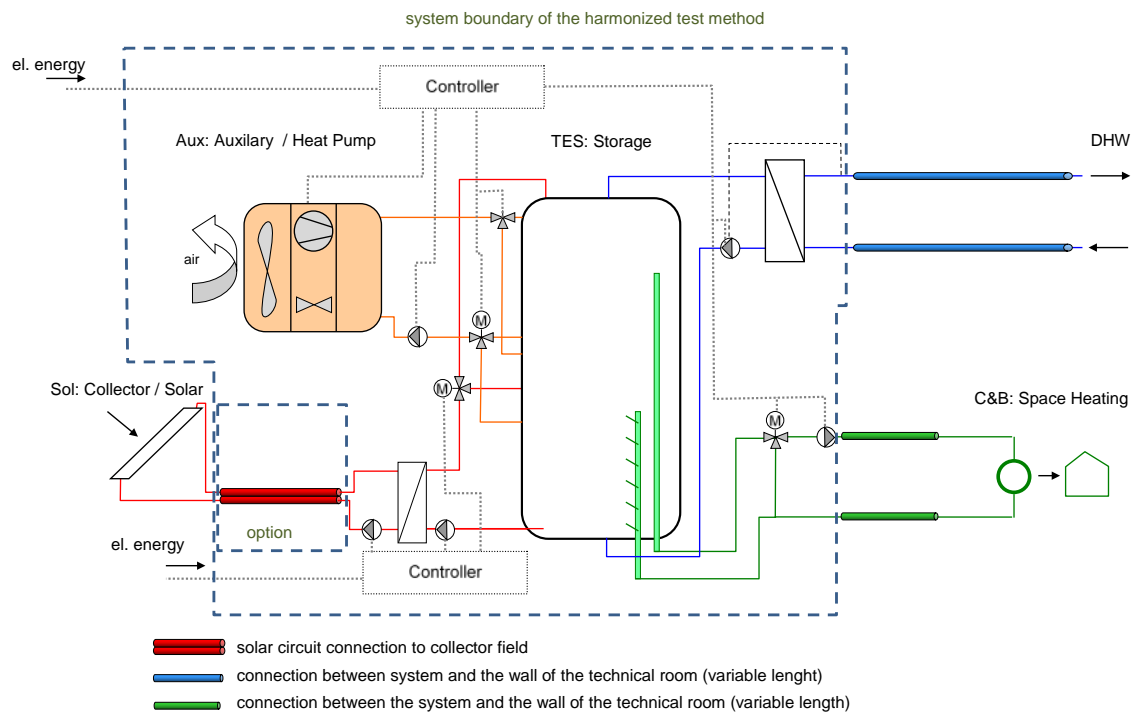 system boundary of the harmonized test method
el. energy
Controller
Aux: Auxilary / Heat Pump
TES: Storage
DHW
air
M
M
Sol: Collector / Solar
M
C&B: Space Heating
option
el. energy
Controller
solar circuit connection to collector field
connection between system and the wall of the technical room (variable lenght)
connection between the system and the wall of the technical room (variable length)